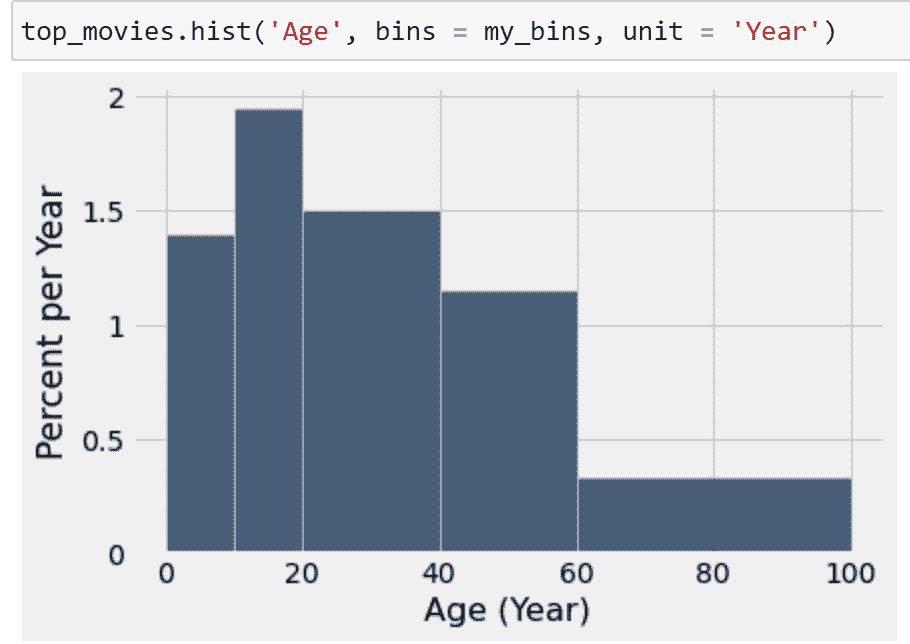 top_movies.hist('Age', bins = my_bins, unit = 'Year')
2
1.5
1
0.5
0
Percent per Year
0 20 40 60 80 100
Age (Year)